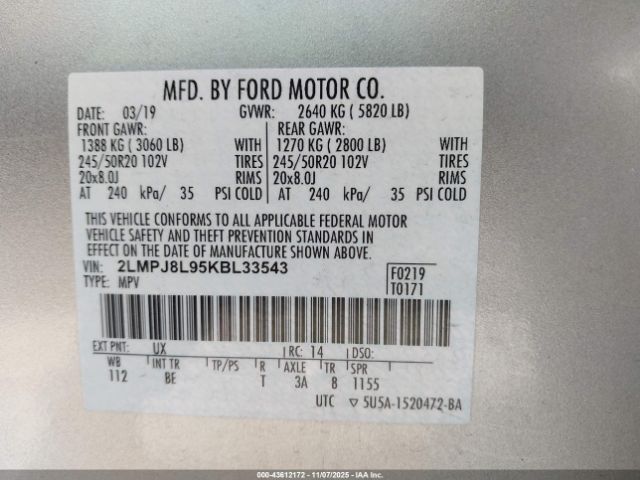 MFD. BY FORD MOTOR CO.
DATE: 03/19 GVWR: 2640 KG ( 5820 LB)
FRONT GAWR: REAR GAWR:
1388 KG ( 3060 LB) WITH 1270 KG ( 2800 LB) WITH
245/50R20 102V TIRES 245/50R20 102V TIRES
20x8.0J RIMS 20x8.0J RIMS
AT 240 kPa/ 35 PSI COLD AT 240 kPa/ 35 PSI COLD
THIS VEHICLE CONFORMS TO ALL APPLICABLE FEDERAL MOTOR
VEHICLE SAFETY AND THEFT PREVENTION STANDARDS IN
EFFECT ON THE DATE OF MANUFACTURE SHOWN ABOVE.
VIN: 2LMPJ8L95KBL33543 F0219
TYPE: MPV T0171
EXT PNT: UX RC: 14 DSO:
WB INT TR TP/PS R AXLE TR SPR
112 BE T 3A 8 1155
UTC ▽ 5U5A-1520472-BA
© COPART - 43612172 - 11/07/2025 - IAAI.CA